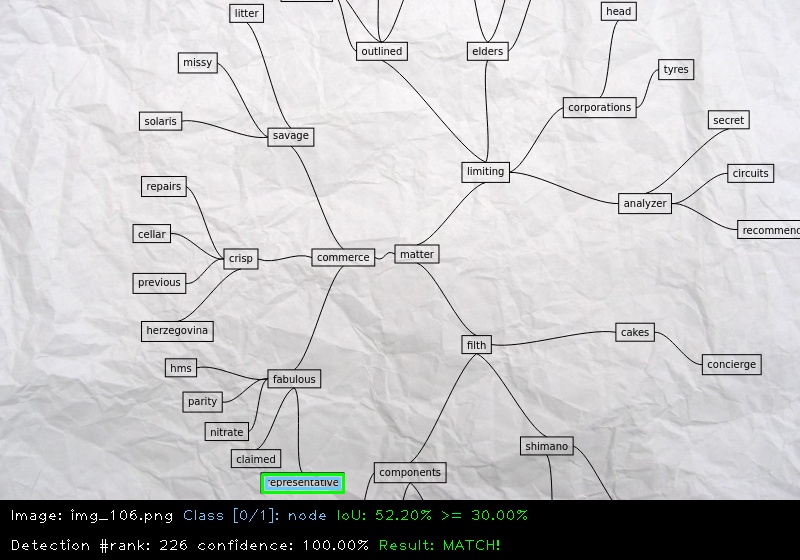 litter
head
outlined
elders
missy
tyres
corporations
solaris
secret
savage
limiting
circuits
repairs
analyzer
cellar
recommend
crisp
commerce
matter
previous
herzegovina
cakes
filth
concierge
hms
fabulous
parity
nitrate
shimano
claimed
components
representative
Image: img_106.png Class [0/1]: node IoU: 52.20% >= 30.00%
Detection #rank: 226 confidence: 100.00% Result: MATCH!